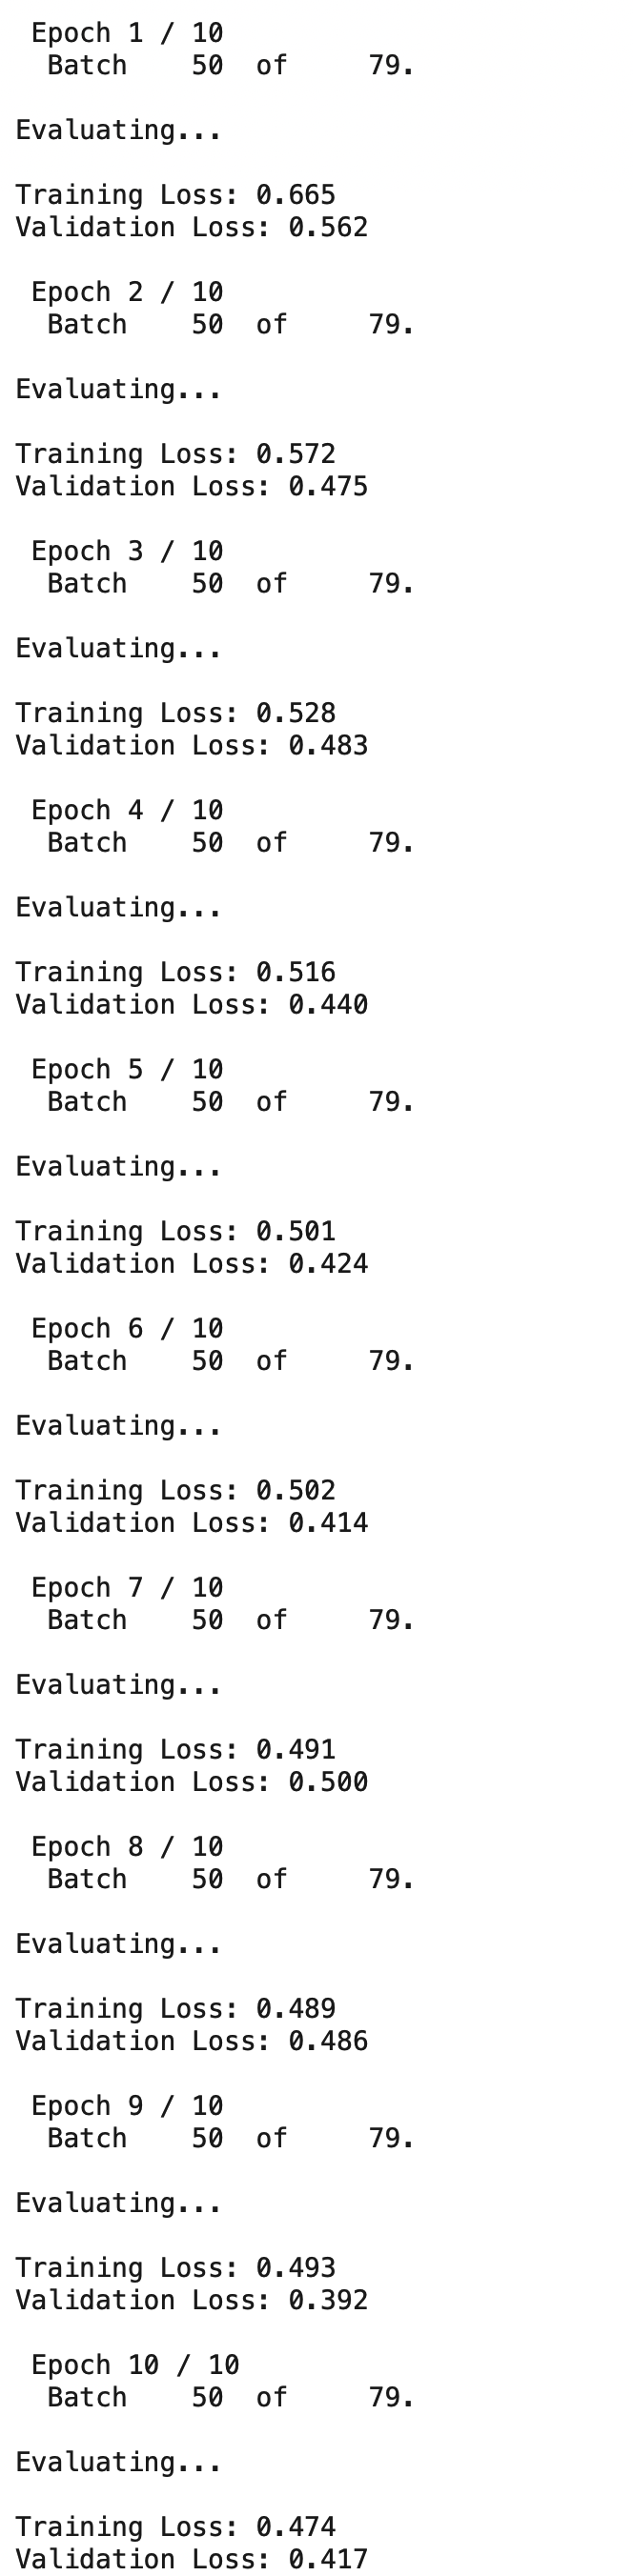 Epoch 1 / 10
Batch 50 of 79.
Evaluating...
Training Loss: 0.665
Validation Loss: 0.562
Epoch 2 / 10
Batch 50 of 79.
Evaluating...
Training Loss: 0.572
Validation Loss: 0.475
Epoch 3 / 10
Batch 50 of 79.
Evaluating...
Training Loss: 0.528
Validation Loss: 0.483
Epoch 4 / 10
Batch 50 of 79.
Evaluating...
Training Loss: 0.516
Validation Loss: 0.440
Epoch 5 / 10
Batch 50 of 79.
Evaluating...
Training Loss: 0.501
Validation Loss: 0.424
Epoch 6 / 10
Batch 50 of 79.
Evaluating...
Training Loss: 0.502
Validation Loss: 0.414
Epoch 7 / 10
Batch 50 of 79.
Evaluating...
Training Loss: 0.491
Validation Loss: 0.500
Epoch 8 / 10
Batch 50 of 79.
Evaluating...
Training Loss: 0.489
Validation Loss: 0.486
Epoch 9 / 10
Batch 50 of 79.
Evaluating...
Training Loss: 0.493
Validation Loss: 0.392
Epoch 10 / 10
Batch 50 of 79.
Evaluating...
Training Loss: 0.474
Validation Loss: 0.417